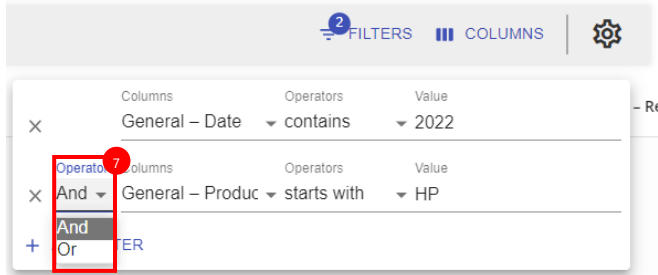 2
FILTERS COLUMNS
Columns Operators Value
General – Date contains 2022
– Re
7
Operator Columns Operators Value
And General – Produc starts with HP
And
Or
+ TER